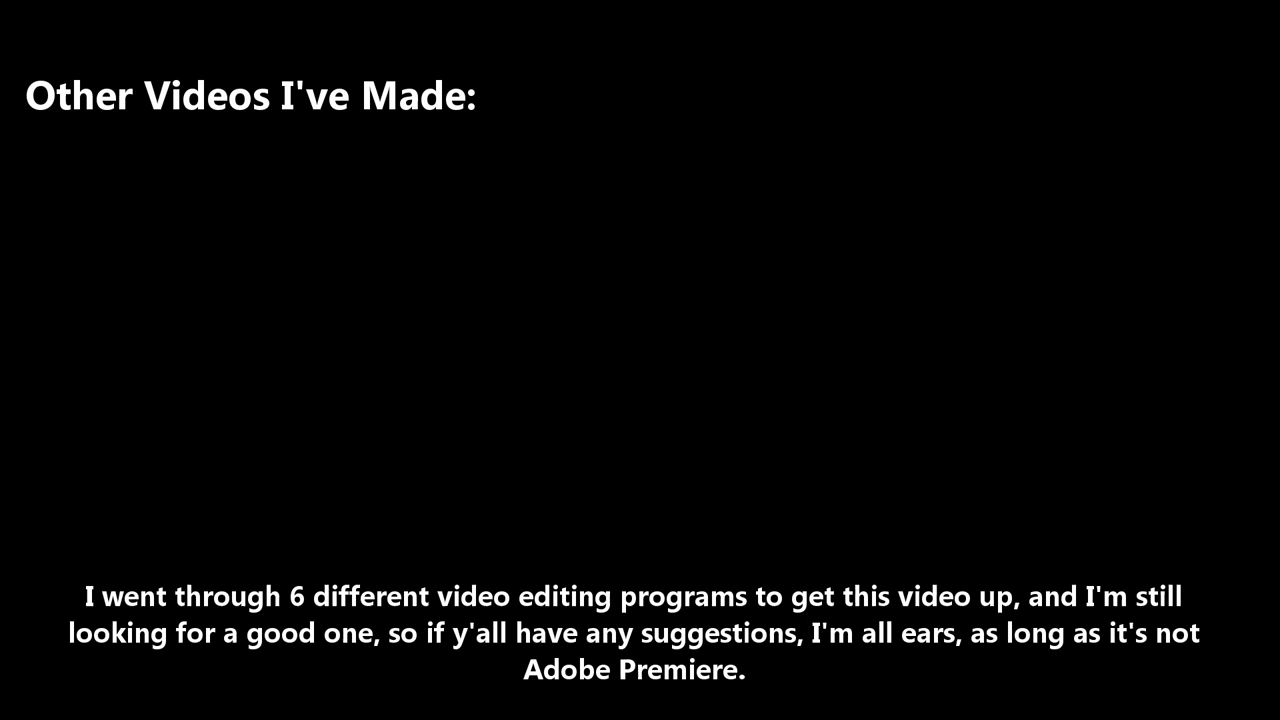 Other Videos I've Made:
I went through 6 different video editing programs to get this video up, and I'm still
looking for a good one, so if y'all have any suggestions, I'm all ears, as long as it's not
Adobe Premiere.